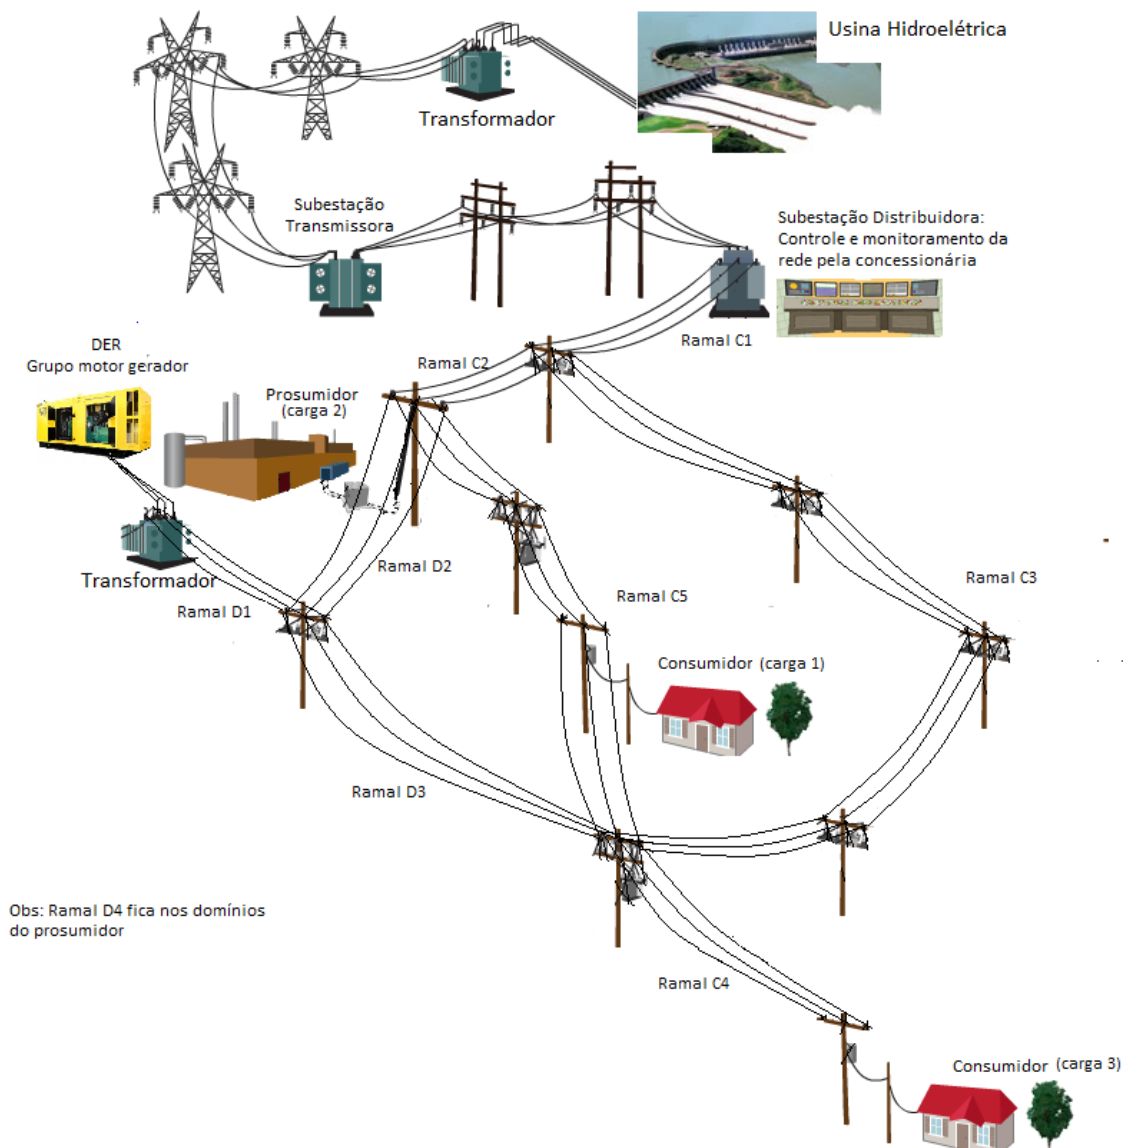 Usina Hidroelétrica
Transformador
Subestação
Transmissora
Subestação Distribuidora:
Controle e monitoramento da
rede pela concessionária
Ramal C1
DER
Grupo motor gerador
Ramal C2
Prosumidor
(carga 2)
Transformador
Ramal D2
Ramal C3
Ramal D1
Ramal C5
Consumidor (carga 1)
Ramal D3
Obs: Ramal D4 fica nos domínios
do prosumidor
Ramal C4
Consumidor (carga 3)